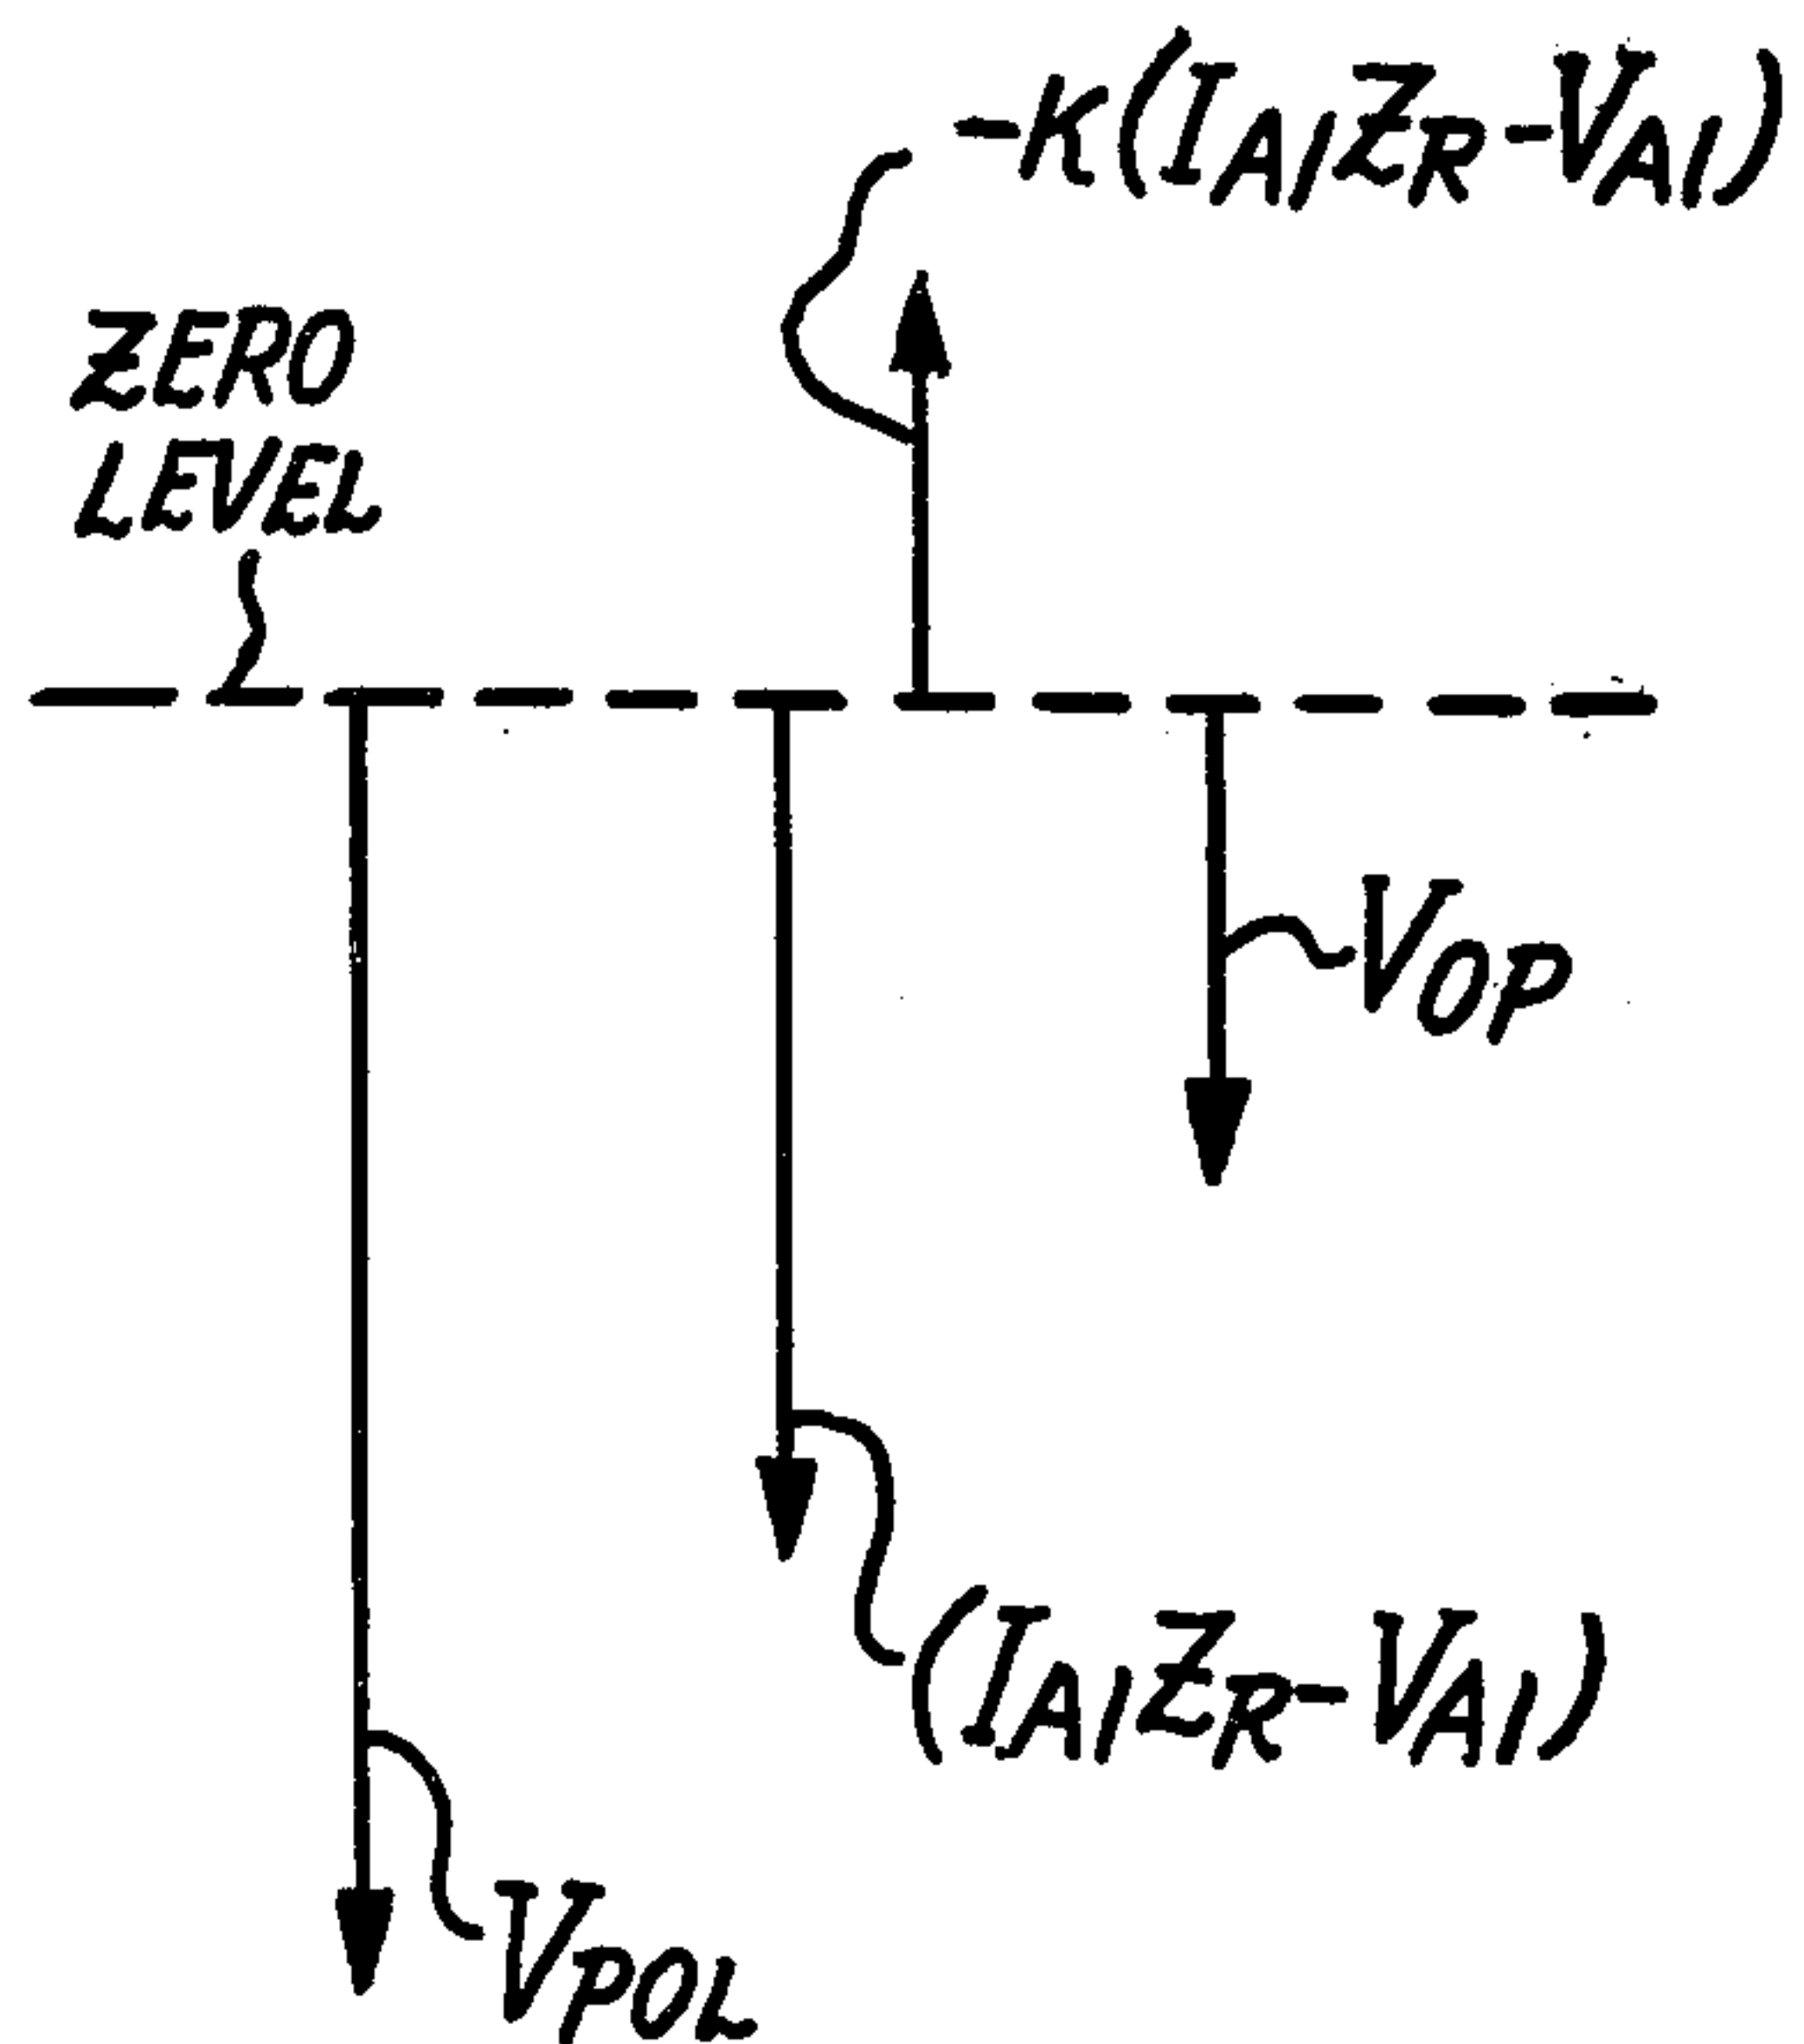 -K(IA1ZR-VA1)
ZERO
LEVEL
VOP
(IA1ZR-VA1)
VPOL